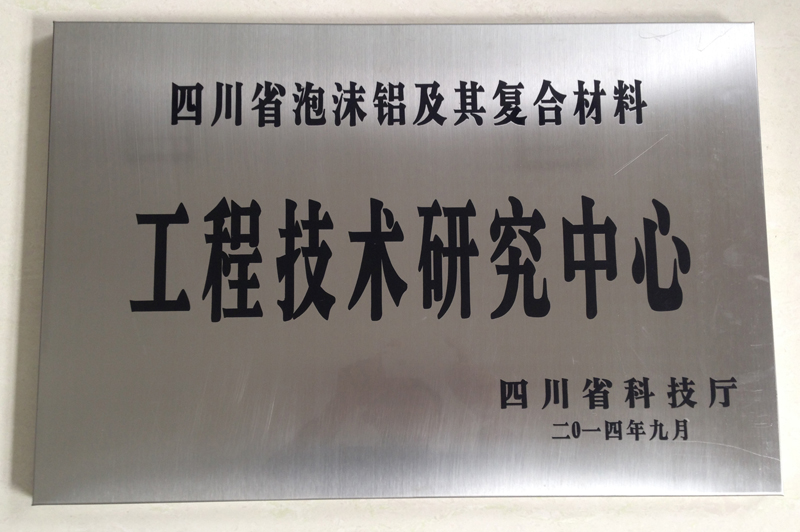 四川省泡沫铝及其复合材料
工程技术研究中心
四川省科技厅
二0一四年九月